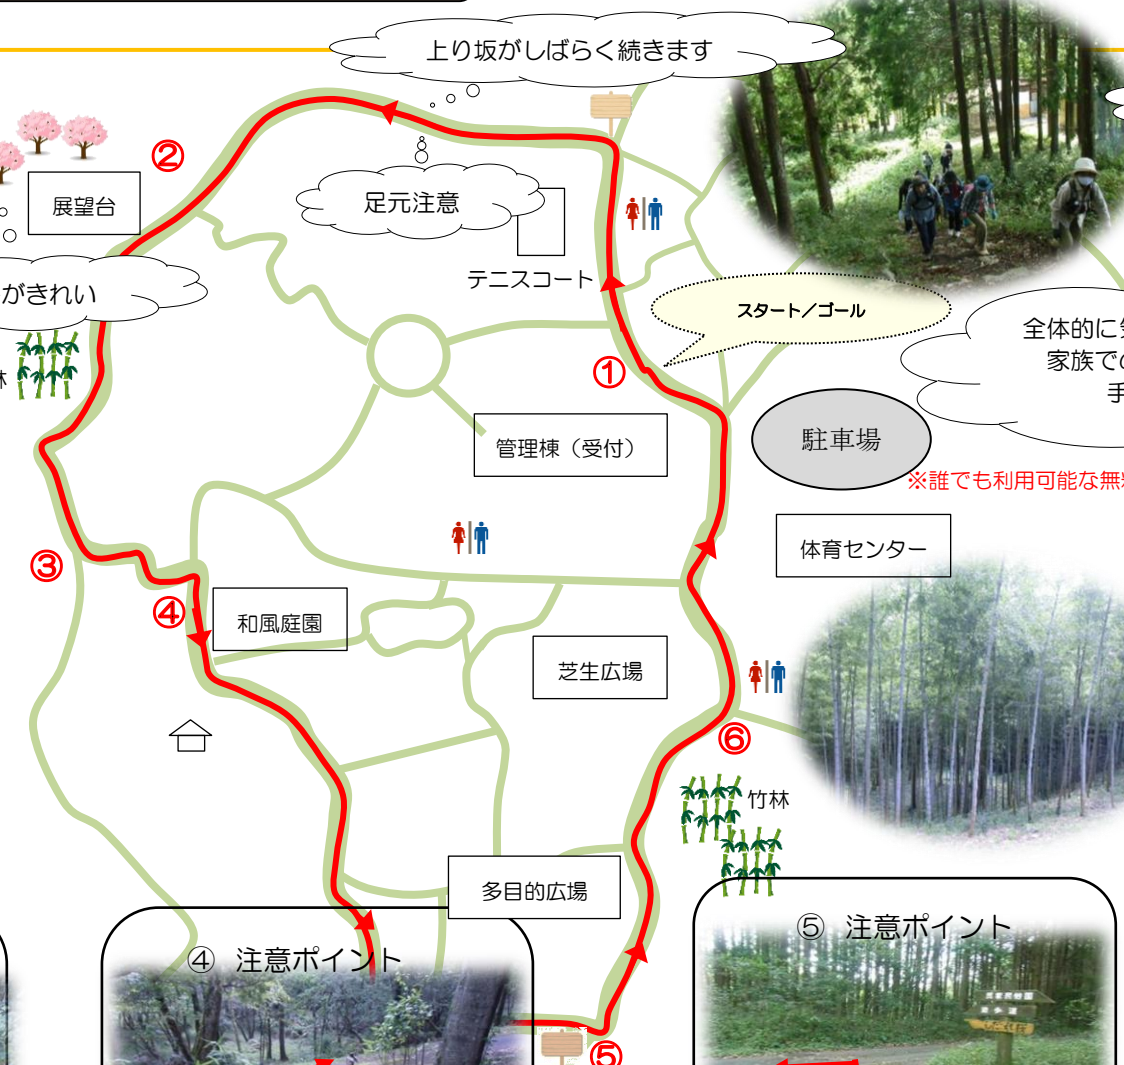 上り坂がしばらく続きます
②
展望台
足元注意
テニスコート
がきれい
スタート／ゴール
全体的に
家族での
手
林
①
管理棟（受付）
駐車場
※誰でも利用可能な無料
体育センター
③
④
和風庭園
芝生広場
⑥
竹林
多目的広場
④ 注意ポイント
⑤ 注意ポイント
⑤